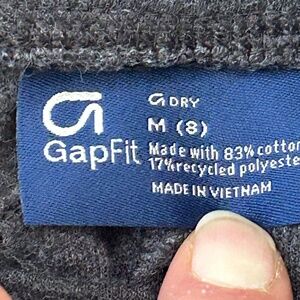 G DRY
M (8)
GapFit
Made with 83% cotton
17% recycled polyeste
MADE IN VIETNAM